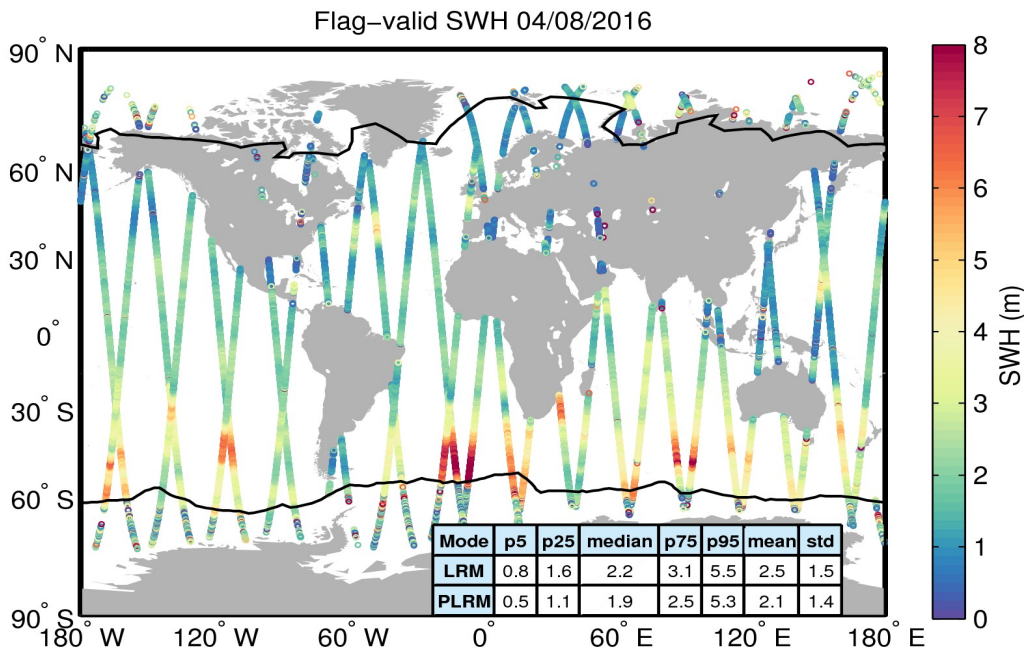 Flag−valid SWH 04/08/2016
90° N
60° N
30° N
0°
30° S
60° S
90° S
180° W
120° W
60° W
0°
60° E
120° E
180° E
8
7
6
5
4
3
2
1
0
SWH (m)
Mode p5 p25 median p75 p95 mean std
LRM 0.8 1.6 2.2 3.1 5.5 2.5 1.5
PLRM 0.5 1.1 1.9 2.5 5.3 2.1 1.4